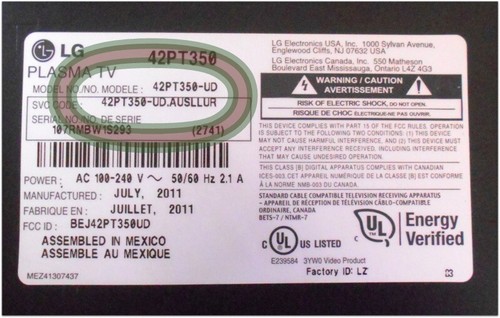 LG
42PT350
PLASMA TV
MODEL NO./NO. MODELE : 42PT350-UD
SVC CODE : 42PT350-UD.AUSLLUR
SERIAL NO./NO DE SERIE
107RMBW1S293 (2741)
POWER : AC 100-240 V ~ 50/60 Hz 2.1 A
MANUFACTURED : JULY, 2011
FABRIQUÉ EN : JUILLET, 2011
FCC ID : BEJ42PT350UD
ASSEMBLED IN MEXICO
ASSEMBLE AU MEXIQUE
MEZ41307437
LG Electronics USA, Inc. 1000 Sylvan Avenue
Englewood Cliffs, NJ 07632 U.S.A.
LG Electronics Canada, Inc. 550 Matheson
Boulevard East Mississauga, Ontario L4Z 4G3
WARNING / CAUTION
AVERTISSEMENT
RISK OF ELECTRIC SHOCK, DO NOT
RISQUE DE CHOC ELECTRIQUE=NE PAS OUVRIR
THIS DEVICE COMPLIES WITH PART 15 OF THE FCC RULES. OPERATION
IS SUBJECT TO THE FOLLOWING TWO CONDITIONS: (1) THIS DEVICE
MAY NOT CAUSE HARMFUL INTERFERENCE, AND (2) THIS DEVICE
MUST ACCEPT ANY INTERFERENCE RECEIVED, INCLUDING
INTERFERENCE THAT MAY CAUSE UNDESIRED OPERATION.
THIS CLASS [B] DIGITAL APPARATUS COMPLIES WITH CANADIAN
ICES-003.CET APPAREIL NUMÉRIQUE DE LA CLASSE [B] EST CONFORME
À LA NORME NMB-003 DU CANADA.
STANDARD CABLE COMPATIBLE TELEVISION RECEIVING APPARATUS
- APPAREIL DE RÉCEPTION DE TÉLÉVISION CÂBLO-COMPATIBLE
ORDINAIRE, CANADA
BETS-7 / NTMR-7
c UL US LISTED
UL
Energy
Verified
E239584 3YW0 Video Product
Factory ID: LZ
03